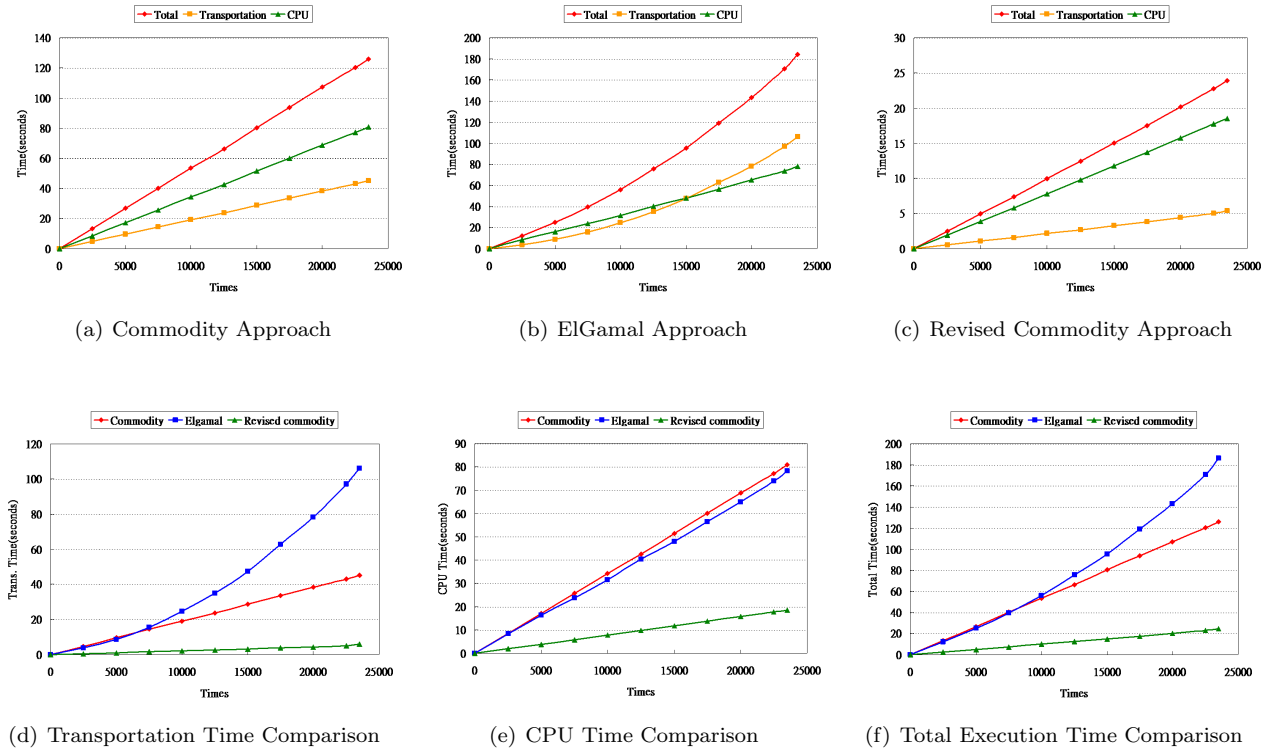 Total Transportation CPU
Time(seconds)
140
120
100
80
60
40
20
0
0 5000 10000 15000 20000 25000
Times
(a) Commodity Approach
Total Transportation CPU
Time(seconds)
200
180
160
140
120
100
80
60
40
20
0
0 5000 10000 15000 20000 25000
Times
(b) ElGamal Approach
Total Transportation CPU
Time(seconds)
30
25
20
15
10
5
0
0 5000 10000 15000 20000 25000
Times
(c) Revised Commodity Approach
Commodity Elgamal Revised commodity
Trans. Time(seconds)
120
100
80
60
40
20
0
0 5000 10000 15000 20000 25000
Times
(d) Transportation Time Comparison
Commodity Elgamal Revised commodity
CPU Time(seconds)
90
80
70
60
50
40
30
20
10
0
0 5000 10000 15000 20000 25000
Times
(e) CPU Time Comparison
Commodity Elgamal Revised commodity
Total Time(seconds)
200
180
160
140
120
100
80
60
40
20
0
0 5000 10000 15000 20000 25000
Times
(f) Total Execution Time Comparison